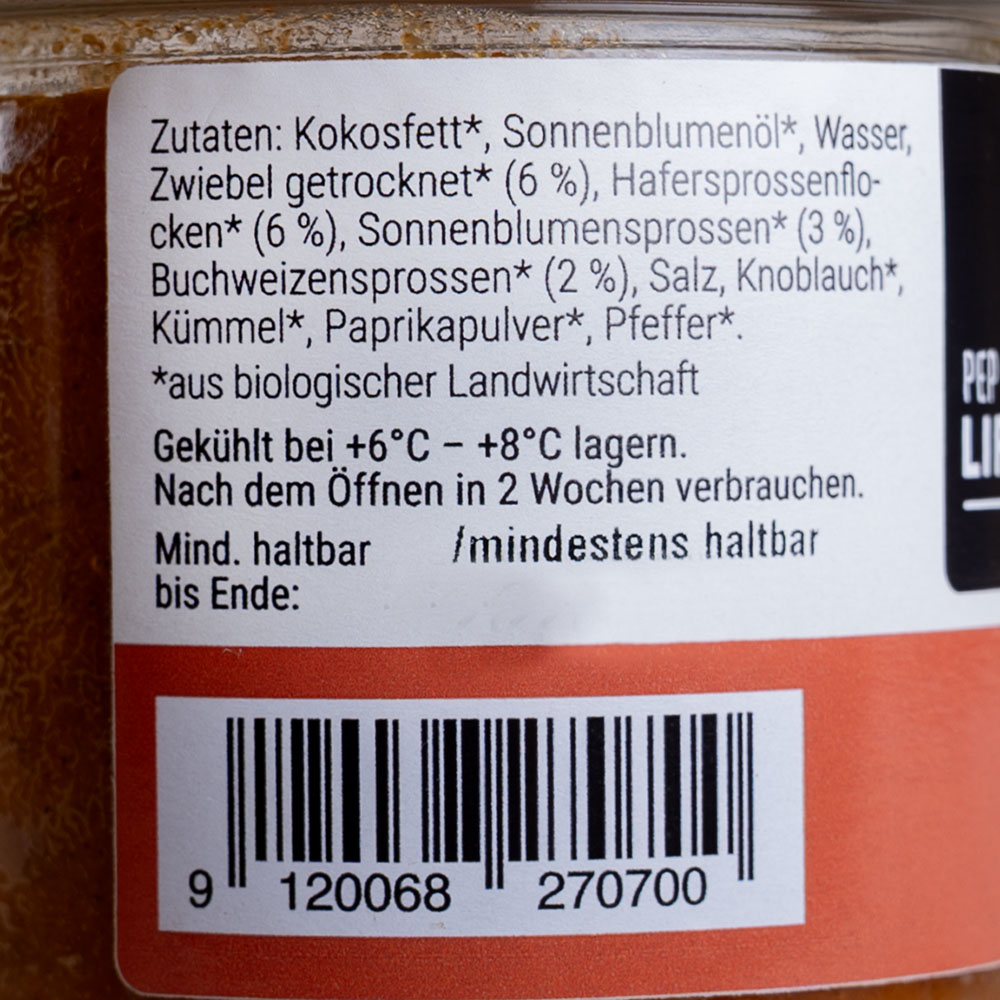 Zutaten: Kokosfett*, Sonnenblumenöl*, Wasser,
Zwiebel getrocknet* (6 %), Hafersprossenflo-
cken* (6 %), Sonnenblumensprossen* (3 %),
Buchweizensprossen* (2 %), Salz, Knoblauch*,
Kümmel*, Paprikapulver*, Pfeffer*.
*aus biologischer Landwirtschaft
Gekühlt bei +6°C – +8°C lagern.
Nach dem Öffnen in 2 Wochen verbrauchen.
Mind. haltbar /mindestens haltbar
bis Ende:
PEP
9 120068 270700